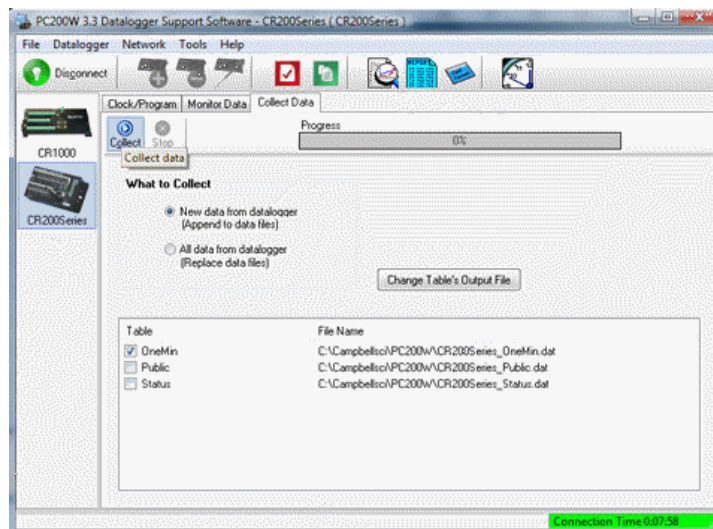 PC200W 3.3 Datalogger Support Software - CR200Series ( CR200Series )
File Datalogger Network Tools Help
Disconnect
REPORT
Clock/Program Monitor Data Collect Data
Collect Stop
Progress
0%
Collect data
CR1000
CR200Series
What to Collect
New data from datalogger
(Append to data files)
All data from datalogger
(Replace data files)
Change Table's Output File
Table File Name
OneMin C:\Campbellsci\PC200W\CR200Series_OneMin.dat
Public C:\Campbellsci\PC200W\CR200Series_Public.dat
Status C:\Campbellsci\PC200W\CR200Series_Status.dat
Connection Time 0:07:58